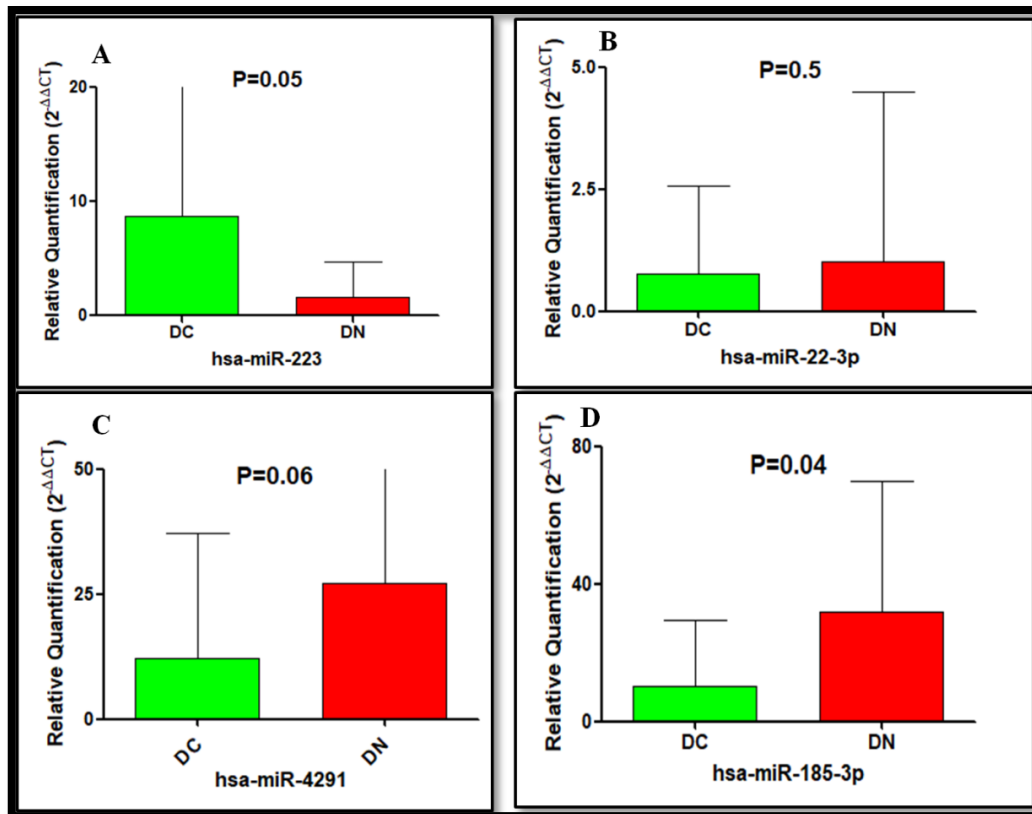 A
P=0.05
Relative Quantification (2^-ΔΔCT)
20
10
0
DC DN
hsa-miR-223
B
P=0.5
Relative Quantification (2^-ΔΔCT)
5.0
2.5
0.0
DC DN
hsa-miR-22-3p
C
P=0.06
Relative Quantification (2^-ΔΔCT)
50
25
0
DC DN
hsa-miR-4291
D
P=0.04
Relative Quantification (2^-ΔΔCT)
80
40
0
DC DN
hsa-miR-185-3p